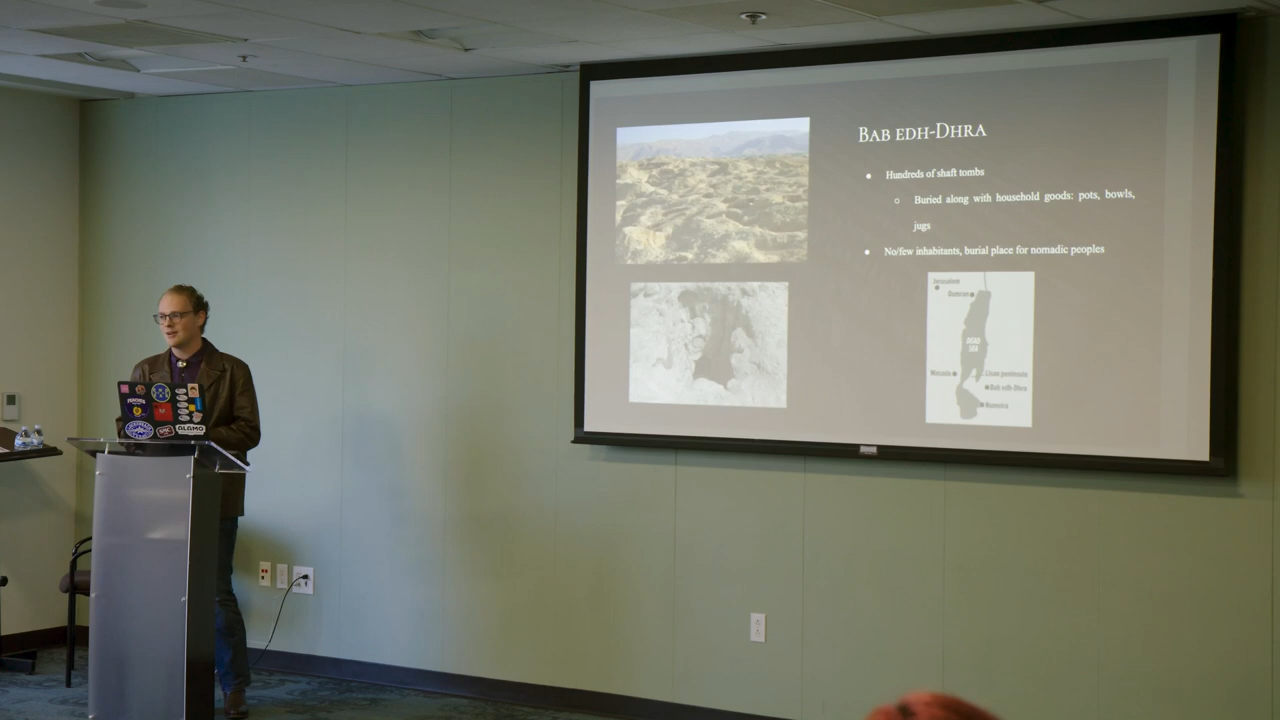 BAB EDH-DHRA
● Hundreds of shaft tombs
○ Buried along with household goods: pots, bowls,
jugs
● No/few inhabitants, burial place for nomadic peoples
Jerusalem
Qumran
DEAD
SEA
Masada
Lisan peninsula
Bab edh-Dhra
Numeira
ALAMO